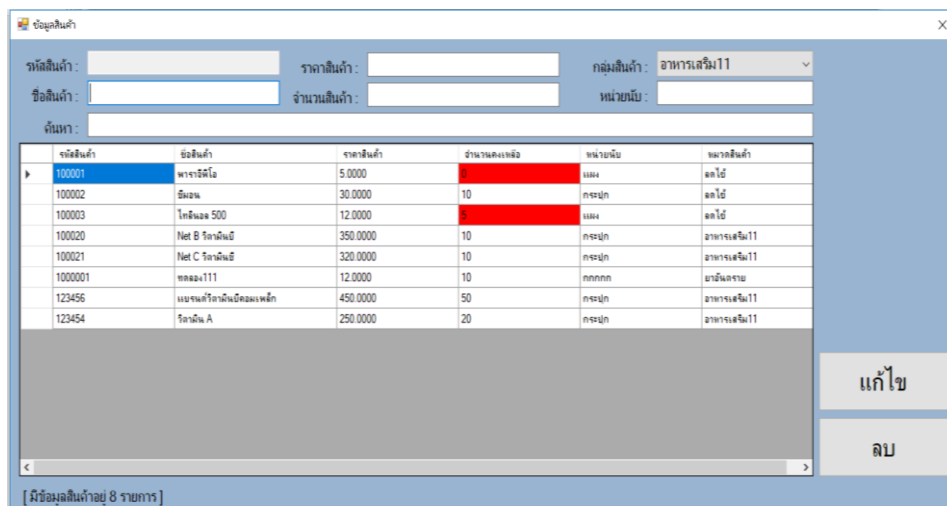 ข้อมูลสินค้า
รหัสสินค้า : ราคาสินค้า : กลุ่มสินค้า : อาหารเสริม11
ชื่อสินค้า : จำนวนสินค้า : หน่วยนับ :
ค้นหา :
รหัสสินค้า ชื่อสินค้า ราคาสินค้า จำนวนคงเหลือ หน่วยนับ หมวดสินค้า
100001 พาราซีพีโอ 5.0000 0 แผง ลดไข้
100002 ซีมอน 30.0000 10 กระปุก ลดไข้
100003 ไทลินอล 500 12.0000 5 แผง ลดไข้
100020 Net B วิตามินบี 350.0000 10 กระปุก อาหารเสริม11
100021 Net C วิตามินซี 320.0000 10 กระปุก อาหารเสริม11
1000001 ทดลอง111 12.0000 10 กกกกก ยาอันตราย
123456 แบรนด์วิตามินบีคอมเพล็ก 450.0000 50 กระปุก อาหารเสริม11
123454 วิตามิน A 250.0000 20 กระปุก อาหารเสริม11
แก้ไข
ลบ
[ มีข้อมูลสินค้าอยู่ 8 รายการ ]